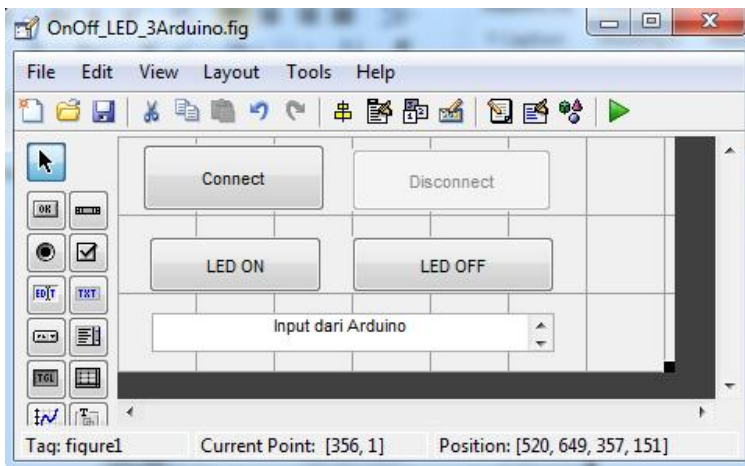 OnOff_LED_3Arduino.fig
File Edit View Layout Tools Help
Connect Disconnect
OK
LED ON LED OFF
EDIT TXT
Input dari Arduino
TGL
Tag: figure1 Current Point: [356, 1] Position: [520, 649, 357, 151]